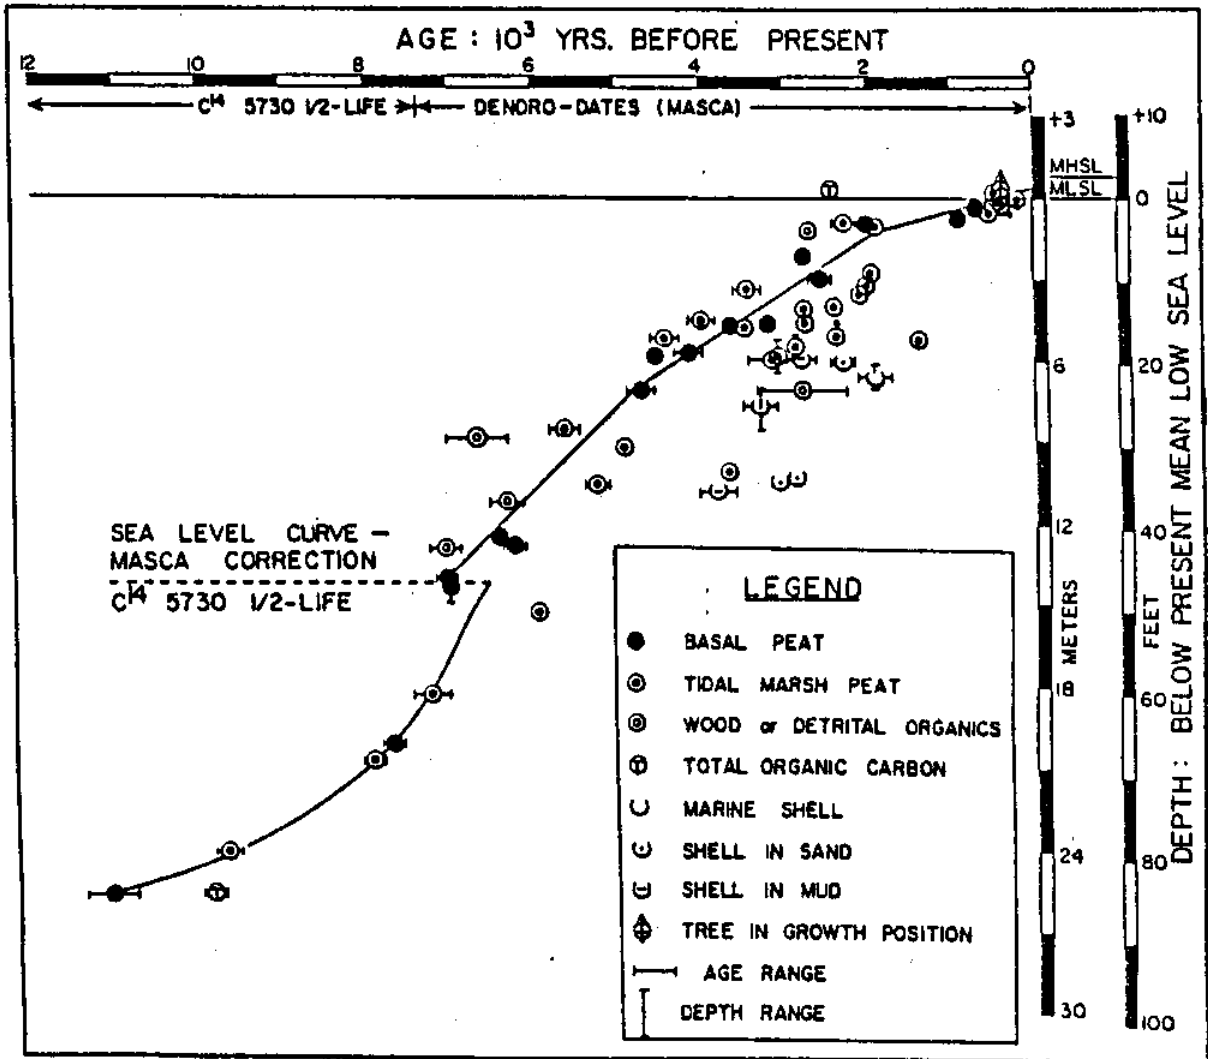 AGE : 10³ YRS. BEFORE PRESENT
12 10 8 6 4 2 0
C¹⁴ 5730 1/2-LIFE DENDRO-DATES (MASCA)
+3 +10
MHSL
MLSL
0
6 20
12 40
18 60
24 80
30 100
METERS
FEET
DEPTH : BELOW PRESENT MEAN LOW SEA LEVEL
SEA LEVEL CURVE –
MASCA CORRECTION
C¹⁴ 5730 1/2-LIFE
LEGEND
BASAL PEAT
TIDAL MARSH PEAT
WOOD or DETRITAL ORGANICS
TOTAL ORGANIC CARBON
MARINE SHELL
SHELL IN SAND
SHELL IN MUD
TREE IN GROWTH POSITION
AGE RANGE
DEPTH RANGE